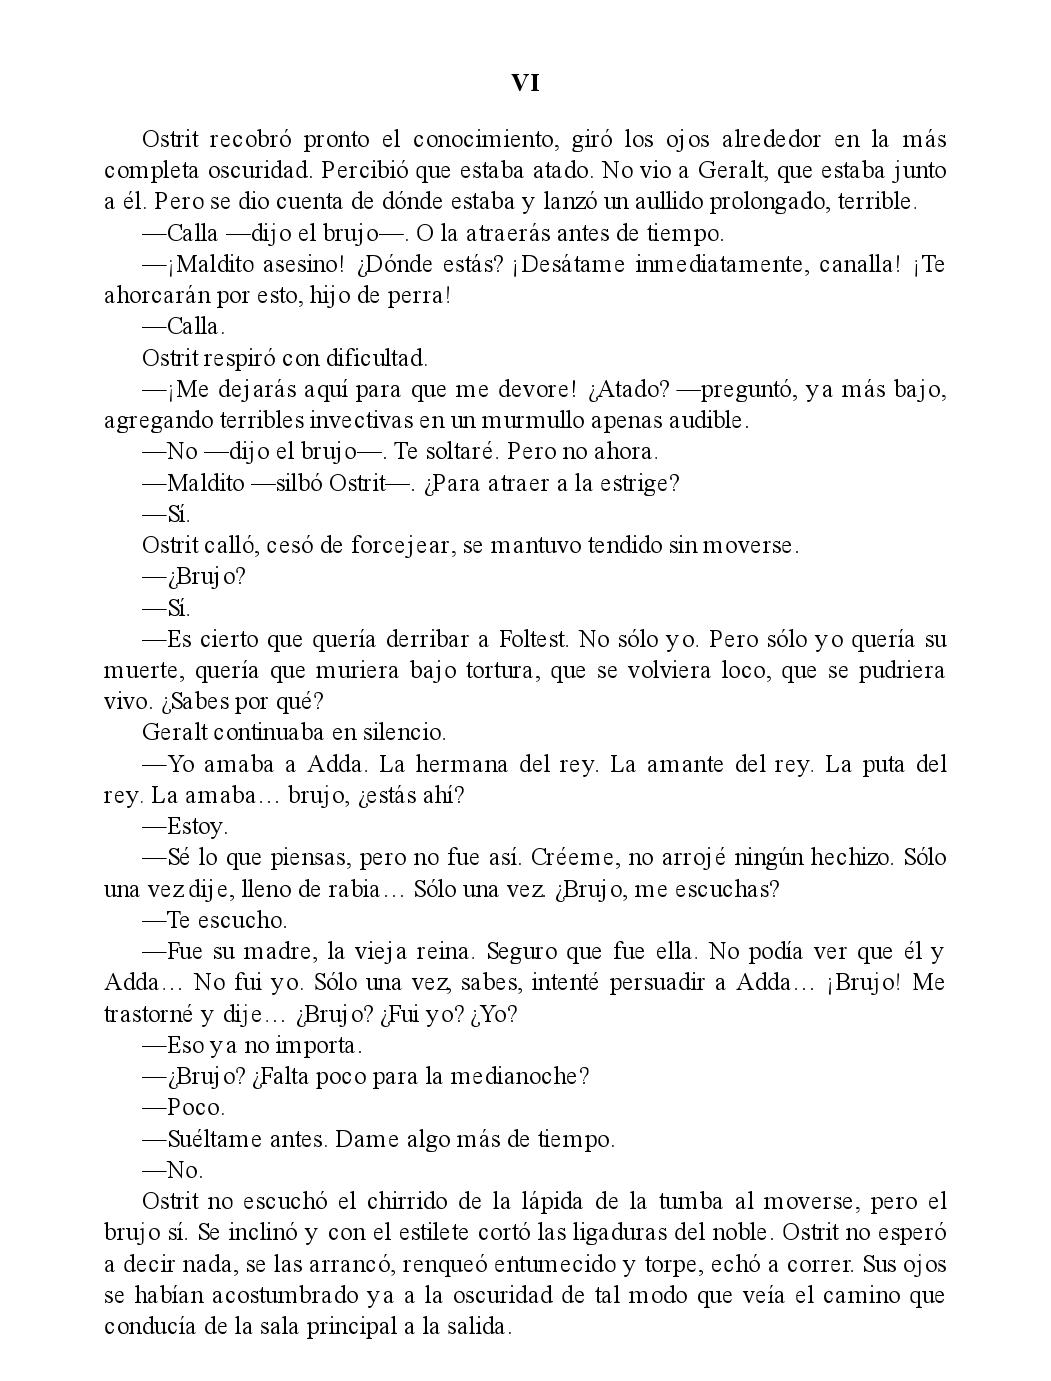 VI
Ostrit recobró pronto el conocimiento, giró los ojos alrededor en la más
completa oscuridad. Percibió que estaba atado. No vio a Geralt, que estaba junto
a él. Pero se dio cuenta de dónde estaba y lanzó un aullido prolongado, terrible.
—Calla —dijo el brujo—. O la atraerás antes de tiempo.
—¡Maldito asesino! ¿Dónde estás? ¡Desátame inmediatamente, canalla! ¡Te
ahorcarán por esto, hijo de perra!
—Calla.
Ostrit respiró con dificultad.
—¡Me dejarás aquí para que me devore! ¿Atado? —preguntó, ya más bajo,
agregando terribles invectivas en un murmullo apenas audible.
—No —dijo el brujo—. Te soltaré. Pero no ahora.
—Maldito —silbó Ostrit—. ¿Para atraer a la estrige?
—Sí.
Ostrit calló, cesó de forcejear, se mantuvo tendido sin moverse.
—¿Brujo?
—Sí.
—Es cierto que quería derribar a Foltest. No sólo yo. Pero sólo yo quería su
muerte, quería que muriera bajo tortura, que se volviera loco, que se pudriera
vivo. ¿Sabes por qué?
Geralt continuaba en silencio.
—Yo amaba a Adda. La hermana del rey. La amante del rey. La puta del
rey. La amaba… brujo, ¿estás ahí?
—Estoy.
—Sé lo que piensas, pero no fue así. Créeme, no arrojé ningún hechizo. Sólo
una vez dije, lleno de rabia… Sólo una vez. ¿Brujo, me escuchas?
—Te escucho.
—Fue su madre, la vieja reina. Seguro que fue ella. No podía ver que él y
Adda… No fui yo. Sólo una vez, sabes, intenté persuadir a Adda… ¡Brujo! Me
trastorné y dije… ¿Brujo? ¿Fui yo? ¿Yo?
—Eso ya no importa.
—¿Brujo? ¿Falta poco para la medianoche?
—Poco.
—Suéltame antes. Dame algo más de tiempo.
—No.
Ostrit no escuchó el chirrido de la lápida de la tumba al moverse, pero el
brujo sí. Se inclinó y con el estilete cortó las ligaduras del noble. Ostrit no esperó
a decir nada, se las arrancó, renqueó entumecido y torpe, echó a correr. Sus ojos
se habían acostumbrado ya a la oscuridad de tal modo que veía el camino que
conducía de la sala principal a la salida.